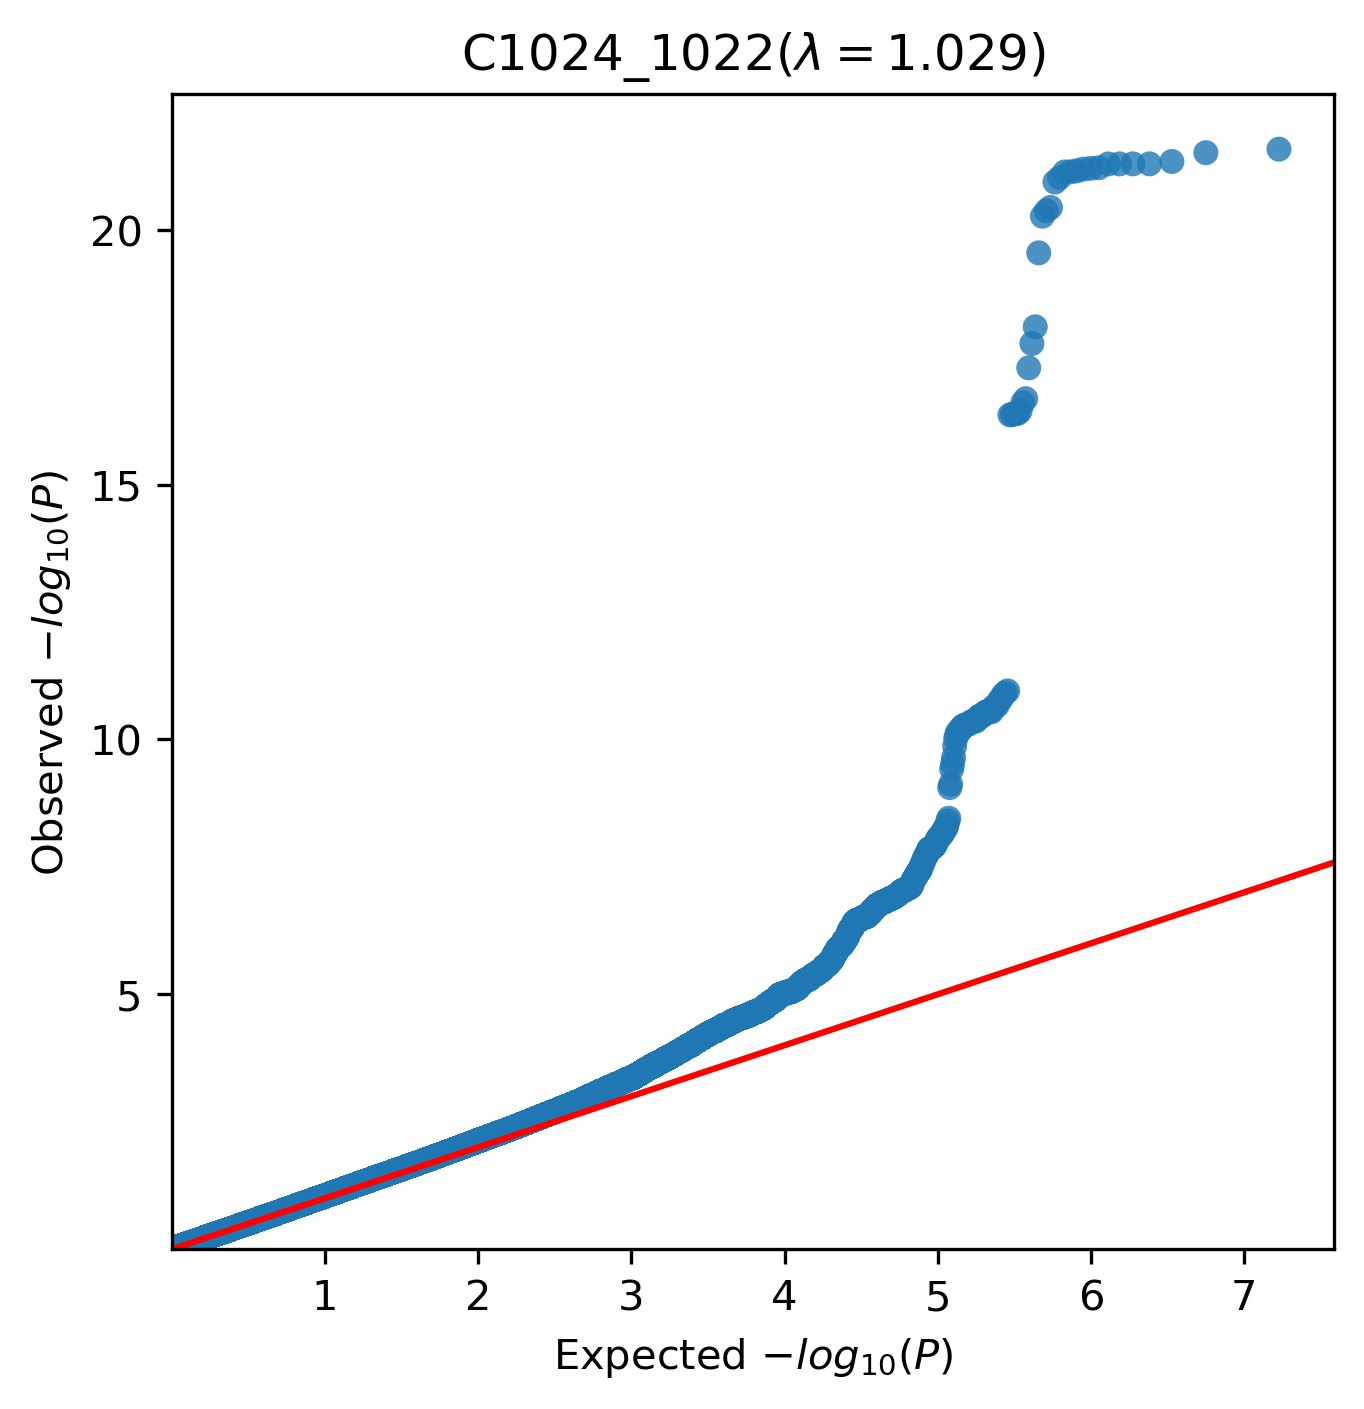 C1024_1022(λ = 1.029)
20
15
10
5
Observed −log₁₀(P)
1 2 3 4 5 6 7
Expected −log₁₀(P)